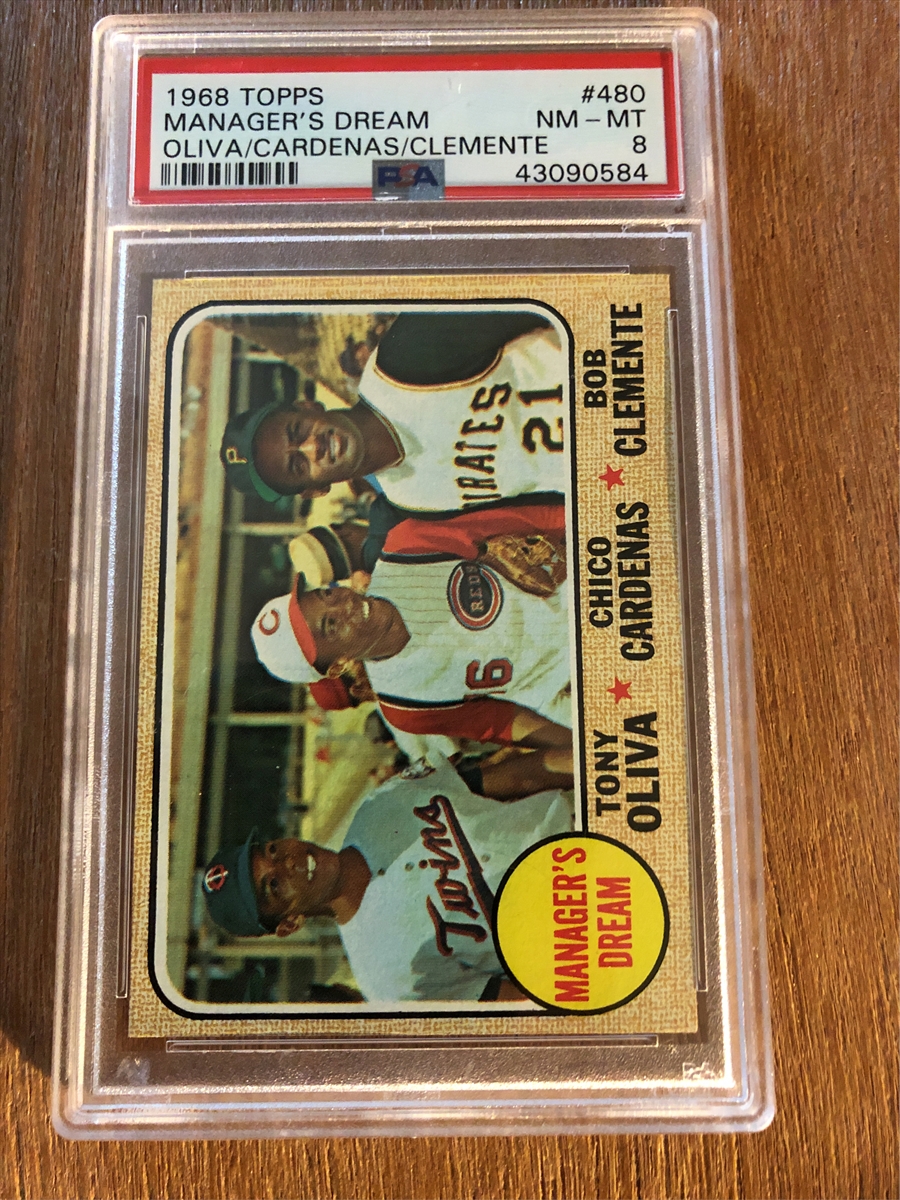 1968 TOPPS #480
MANAGER'S DREAM NM-MT
OLIVA/CARDENAS/CLEMENTE 8
PSA 43090584
P
PIRATES
21
C
REDS
16
TC
Twins
TONY ★ CHICO ★ BOB
OLIVA CARDENAS CLEMENTE
MANAGER'S
DREAM